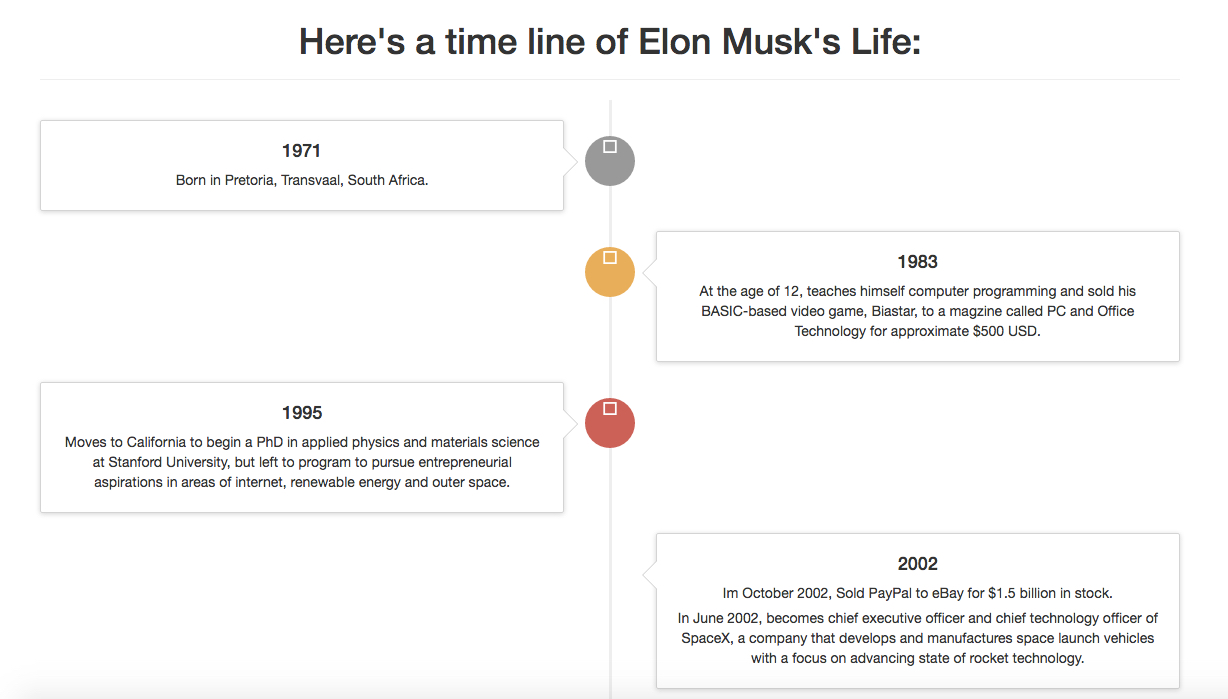 Here's a time line of Elon Musk's Life:
1971
Born in Pretoria, Transvaal, South Africa.
1983
At the age of 12, teaches himself computer programming and sold his
BASIC-based video game, Biastar, to a magzine called PC and Office
Technology for approximate $500 USD.
1995
Moves to California to begin a PhD in applied physics and materials science
at Stanford University, but left to program to pursue entrepreneurial
aspirations in areas of internet, renewable energy and outer space.
2002
Im October 2002, Sold PayPal to eBay for $1.5 billion in stock.
In June 2002, becomes chief executive officer and chief technology officer of
SpaceX, a company that develops and manufactures space launch vehicles
with a focus on advancing state of rocket technology.